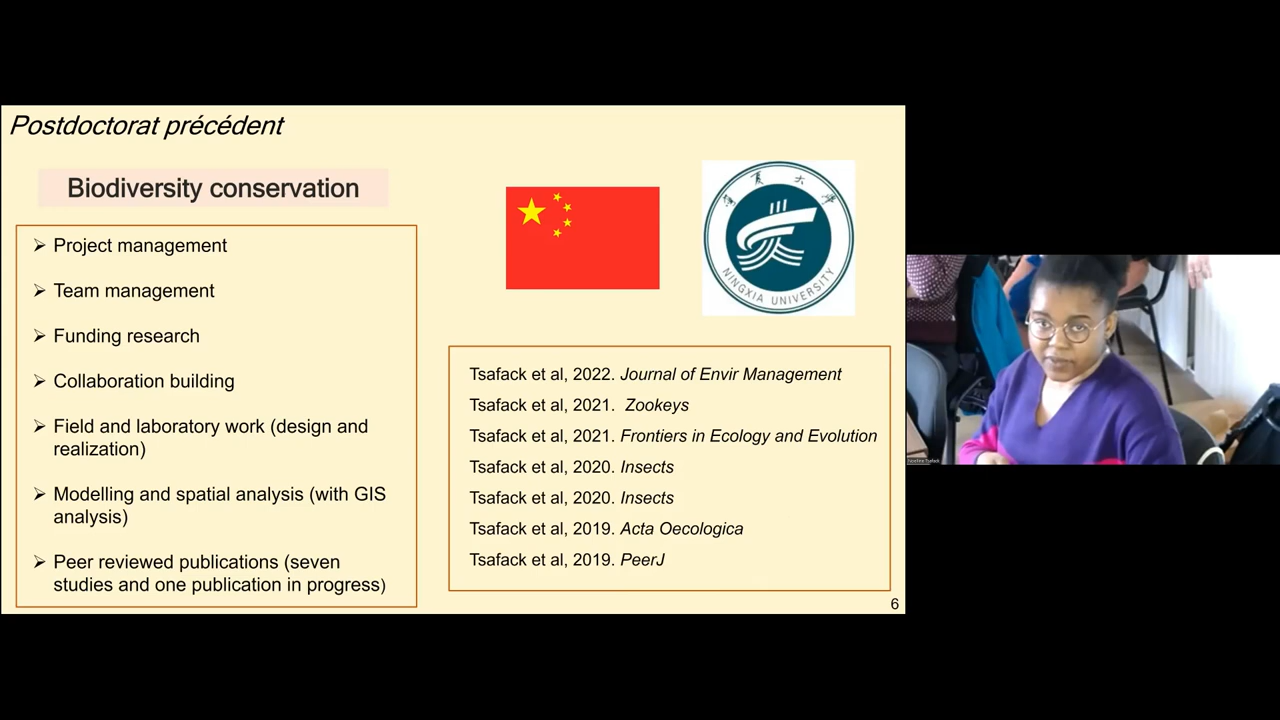 Postdoctorat précédent
Biodiversity conservation
➢ Project management
➢ Team management
➢ Funding research
➢ Collaboration building
➢ Field and laboratory work (design and
realization)
➢ Modelling and spatial analysis (with GIS
analysis)
➢ Peer reviewed publications (seven
studies and one publication in progress)
夏大学
NINGXIA UNIVERSITY
Tsafack et al, 2022. Journal of Envir Management
Tsafack et al, 2021. Zookeys
Tsafack et al, 2021. Frontiers in Ecology and Evolution
Tsafack et al, 2020. Insects
Tsafack et al, 2020. Insects
Tsafack et al, 2019. Acta Oecologica
Tsafack et al, 2019. PeerJ
6
Tsafack